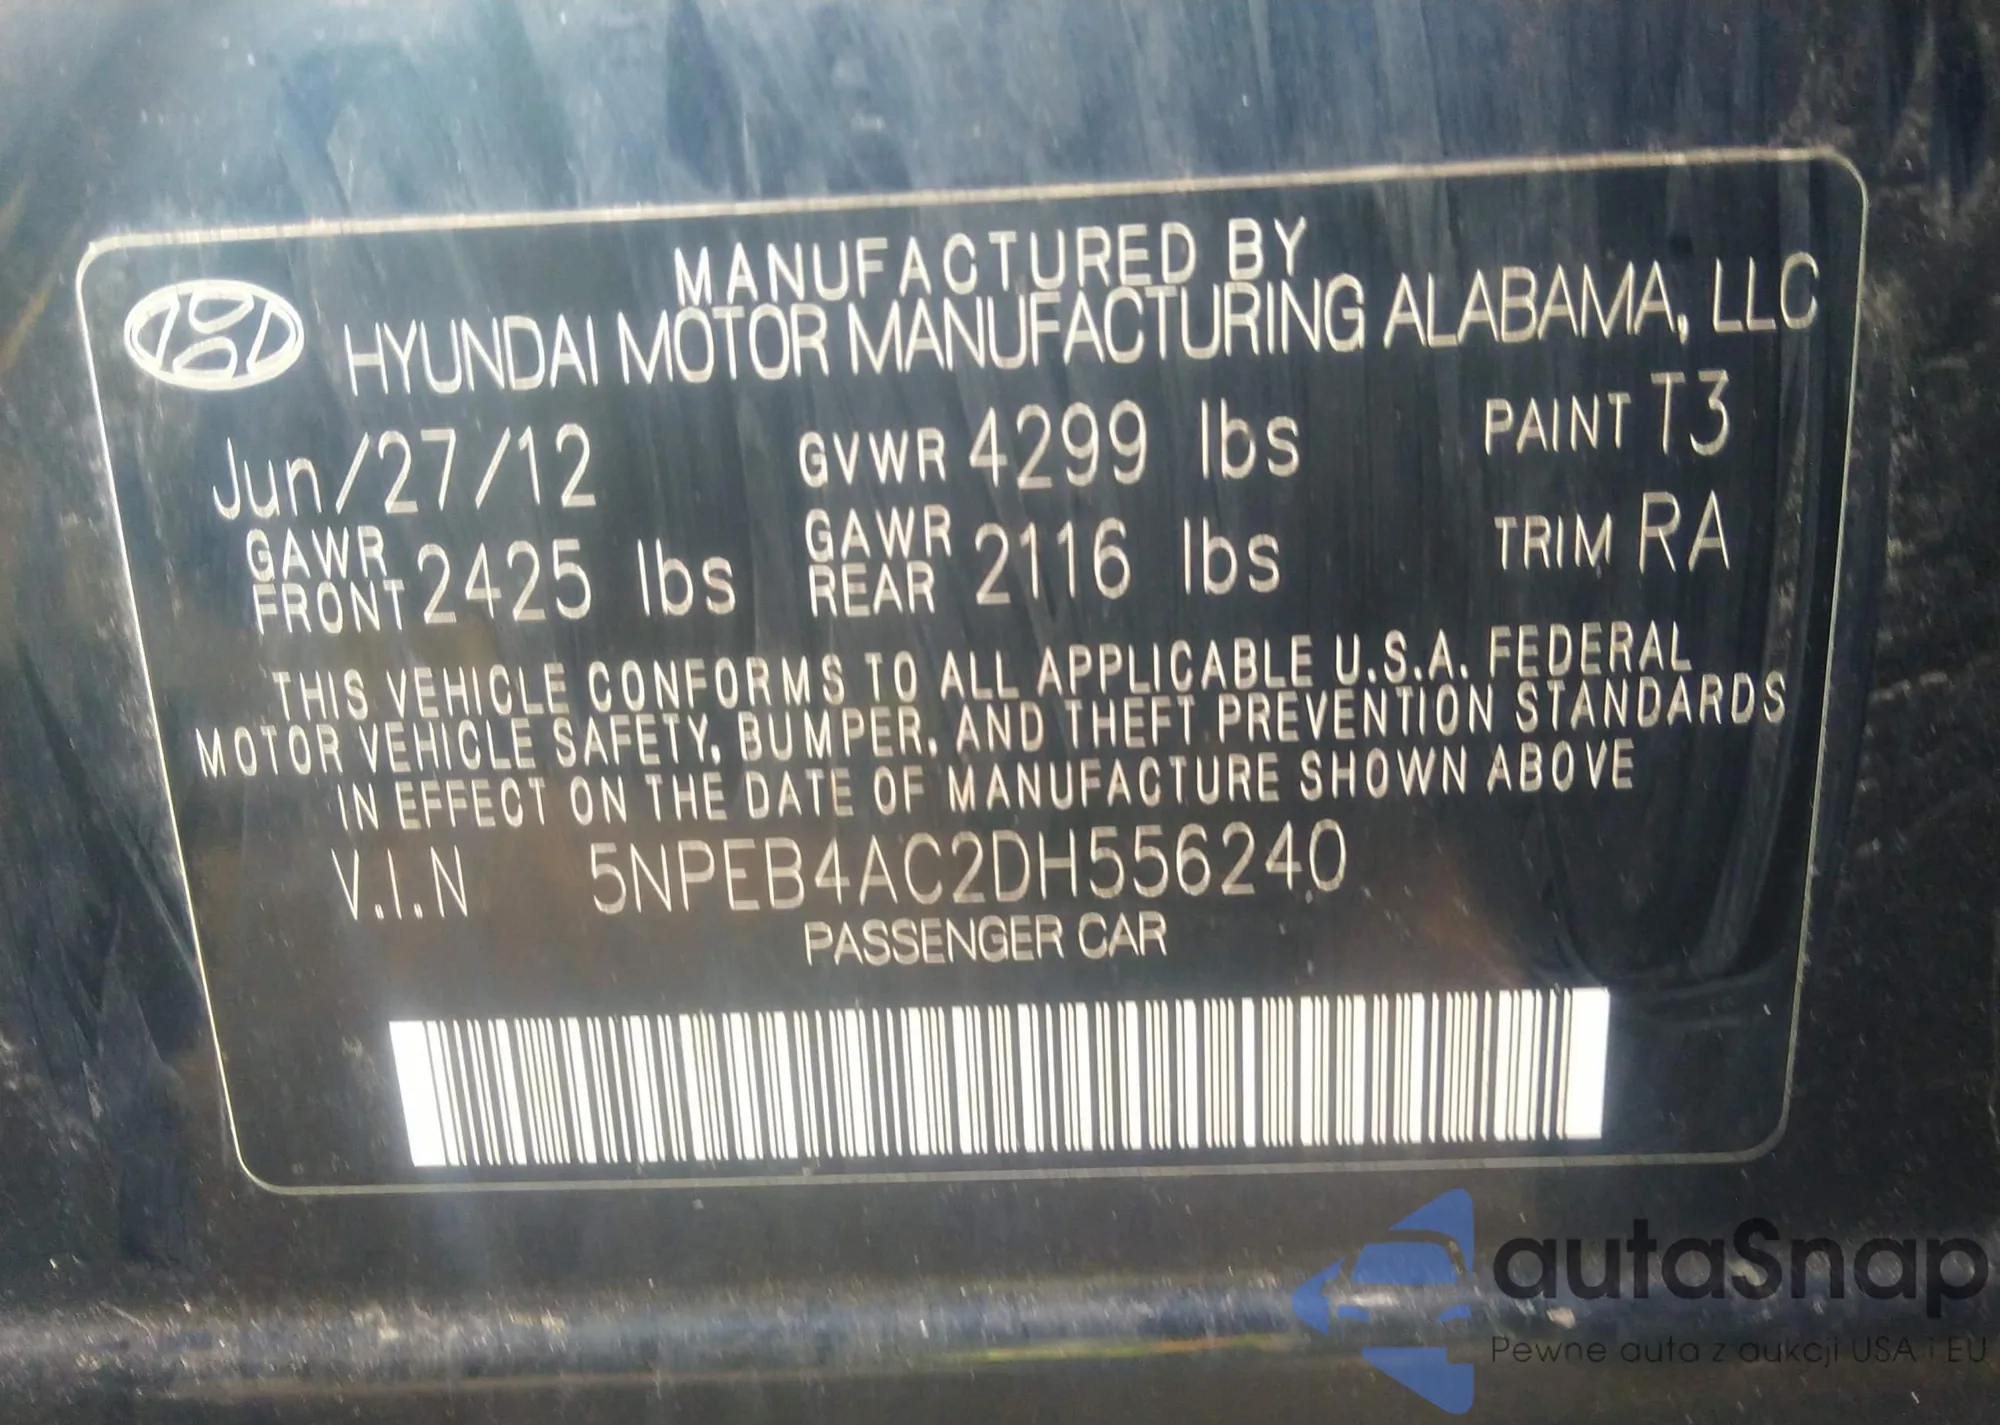 MANUFACTURED BY
HYUNDAI MOTOR MANUFACTURING ALABAMA, LLC
Jun/27/12 GVWR 4299 lbs PAINT T3
GAWR FRONT 2425 lbs GAWR REAR 2116 lbs TRIM RA
THIS VEHICLE CONFORMS TO ALL APPLICABLE U.S.A. FEDERAL
MOTOR VEHICLE SAFETY, BUMPER, AND THEFT PREVENTION STANDARDS
IN EFFECT ON THE DATE OF MANUFACTURE SHOWN ABOVE
V.I.N 5NPEB4AC2DH556240
PASSENGER CAR
autaSnap
Pewne auta z aukcji USA i EU